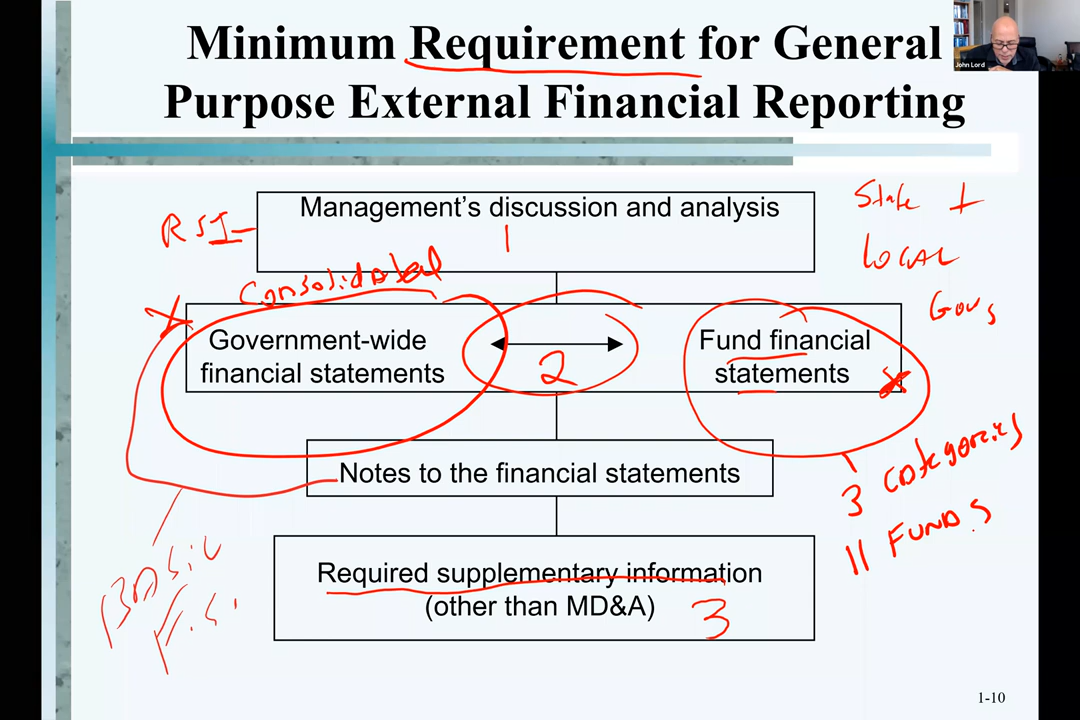 Minimum Requirement for General
Purpose External Financial Reporting
John Lord
RSI
Management's discussion and analysis
1
State +
LOCAL
Govs
Consolidated
Government-wide
financial statements
2
Fund financial
statements
Notes to the financial statements
3 categories
11 FUNDS
BASic
F.S.
Required supplementary information
(other than MD&A)
3
1-10